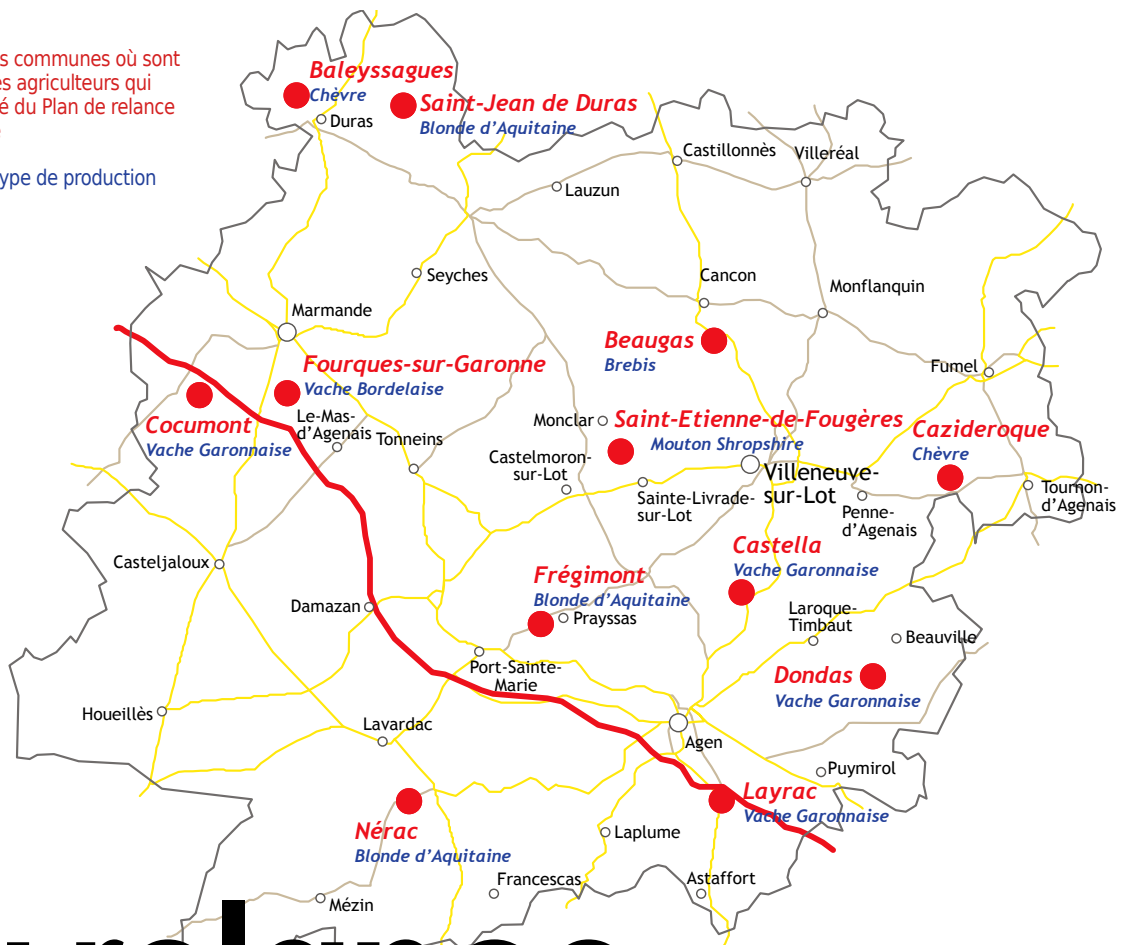 s communes où sont
es agriculteurs qui
é du Plan de relance
ype de production
Baleyssagues
Chèvre
Duras
Saint-Jean de Duras
Blonde d'Aquitaine
Castillonnès
Villeréal
Lauzun
Seyches
Cancon
Monflanquin
Marmande
Beaugas
Brebis
Fumel
Fourques-sur-Garonne
Vache Bordelaise
Cocumont
Vache Garonnaise
Le-Mas-
d'Agenais
Tonneins
Monclar
Saint-Etienne-de-Fougères
Mouton Shropshire
Cazideroque
Chèvre
Castelmoron-
sur-Lot
Villeneuve-
sur-Lot
Sainte-Livrade-
sur-Lot
Penne-
d'Agenais
Tournon-
d'Agenais
Castella
Vache Garonnaise
Casteljaloux
Frégimont
Blonde d'Aquitaine
Prayssas
Damazan
Laroque-
Timbaut
Beauville
Port-Sainte-
Marie
Dondas
Vache Garonnaise
Houeillès
Lavardac
Agen
Puymirol
Layrac
Vache Garonnaise
Nérac
Blonde d'Aquitaine
Laplume
Francescas
Astaffort
Mézin